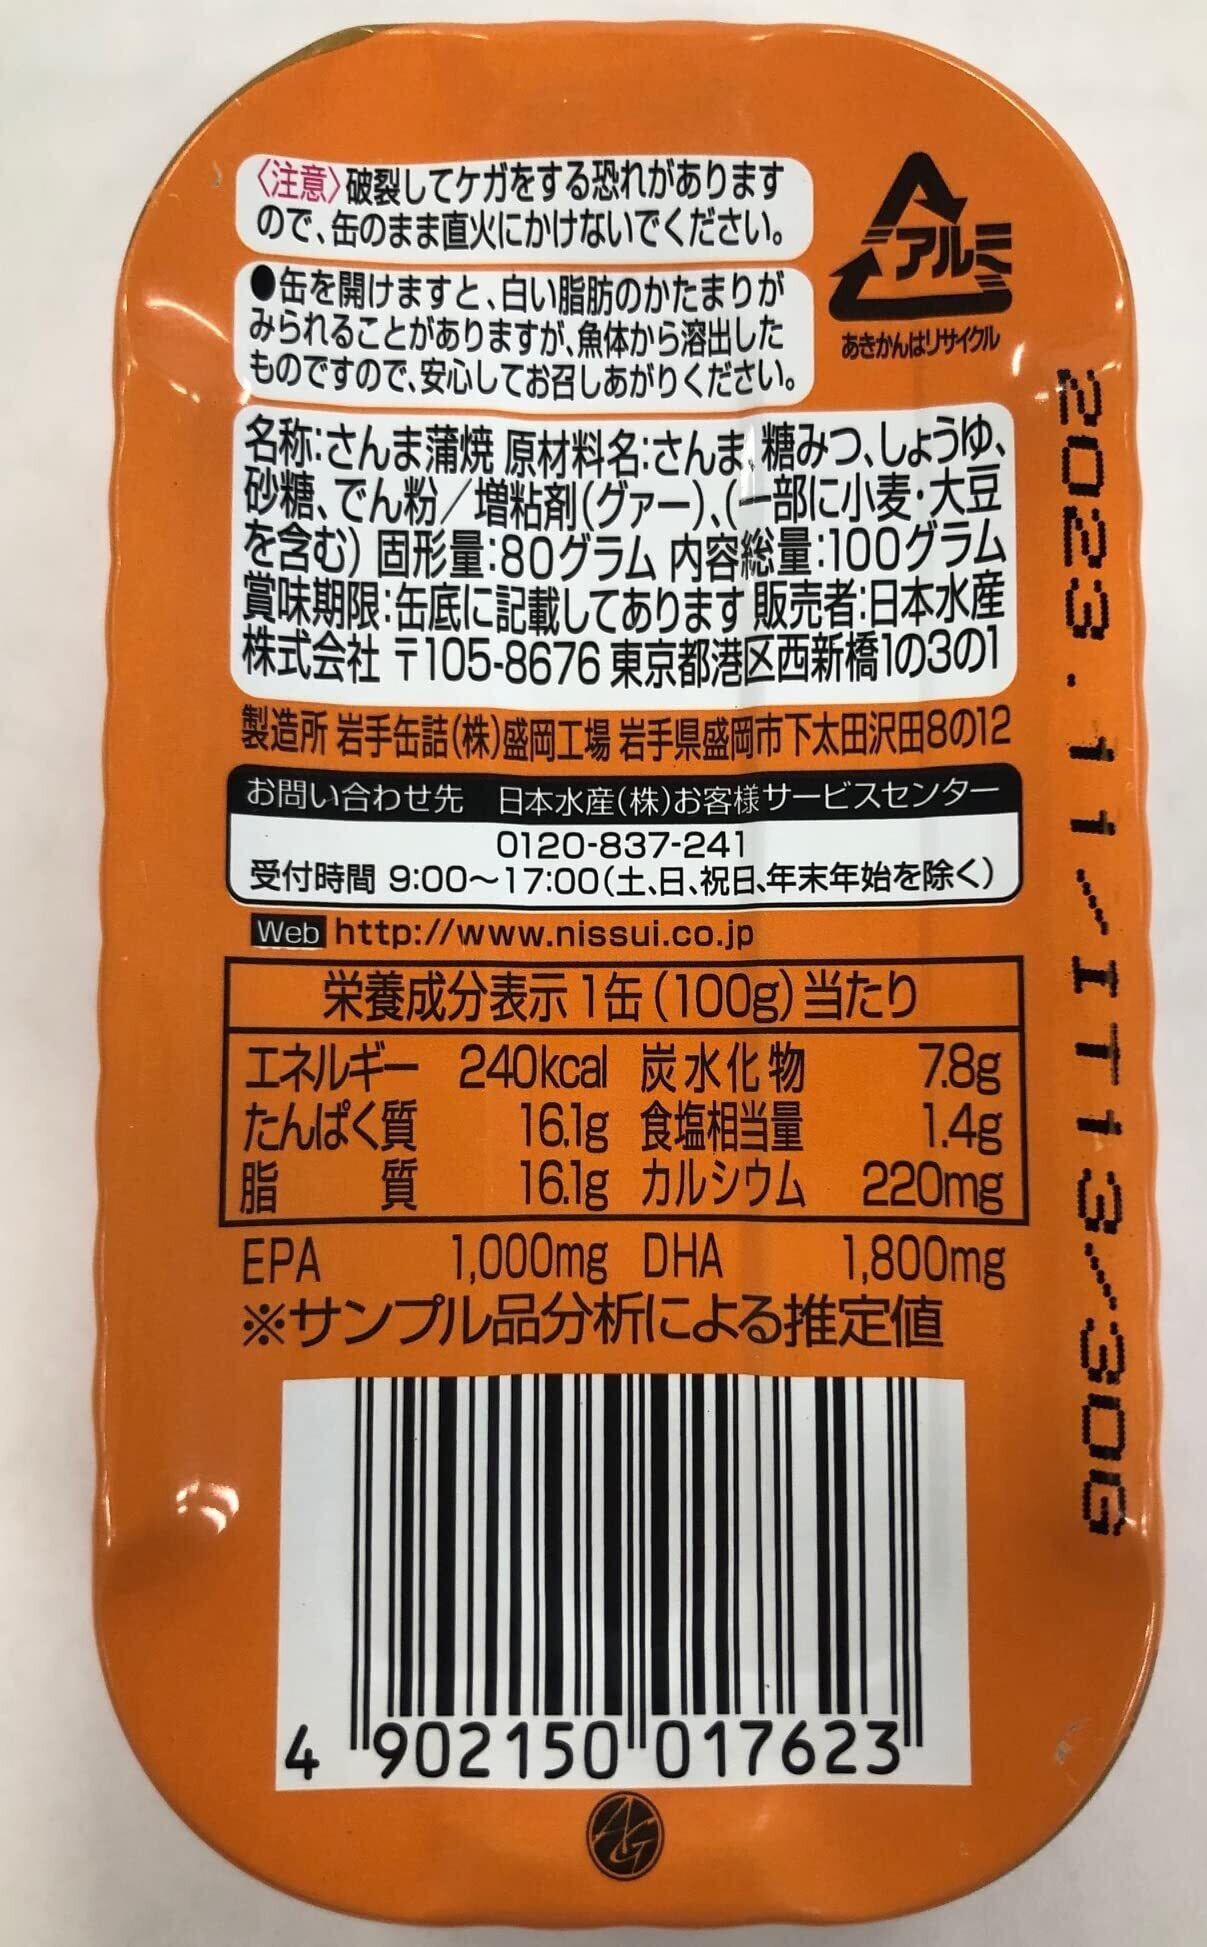 〈注意〉破裂してケガをする恐れがあります
ので、缶のまま直火にかけないでください。
●缶を開けますと、白い脂肪のかたまりが
みられることがありますが、魚体から溶出した
ものですので、安心してお召しあがりください。
アルミ
あきかんはリサイクル
名称:さんま蒲焼 原材料名:さんま、糖みつ、しょうゆ、
砂糖、でん粉/増粘剤(グァー)、(一部に小麦・大豆
を含む) 固形量:80グラム 内容総量:100グラム
賞味期限:缶底に記載してあります 販売者:日本水産
株式会社 〒105-8676 東京都港区西新橋1の3の1
製造所 岩手缶詰(株)盛岡工場 岩手県盛岡市下太田沢田8の12
お問い合わせ先 日本水産(株)お客様サービスセンター
0120-837-241
受付時間 9:00～17:00(土、日、祝日、年末年始を除く)
Web http://www.nissui.co.jp
栄養成分表示 1缶(100g)当たり
エネルギー 240kcal 炭水化物 7.8g
たんぱく質 16.1g 食塩相当量 1.4g
脂質 16.1g カルシウム 220mg
EPA 1,000mg DHA 1,800mg
※サンプル品分析による推定値
4 902150 017623
2023.11/IT13/30G